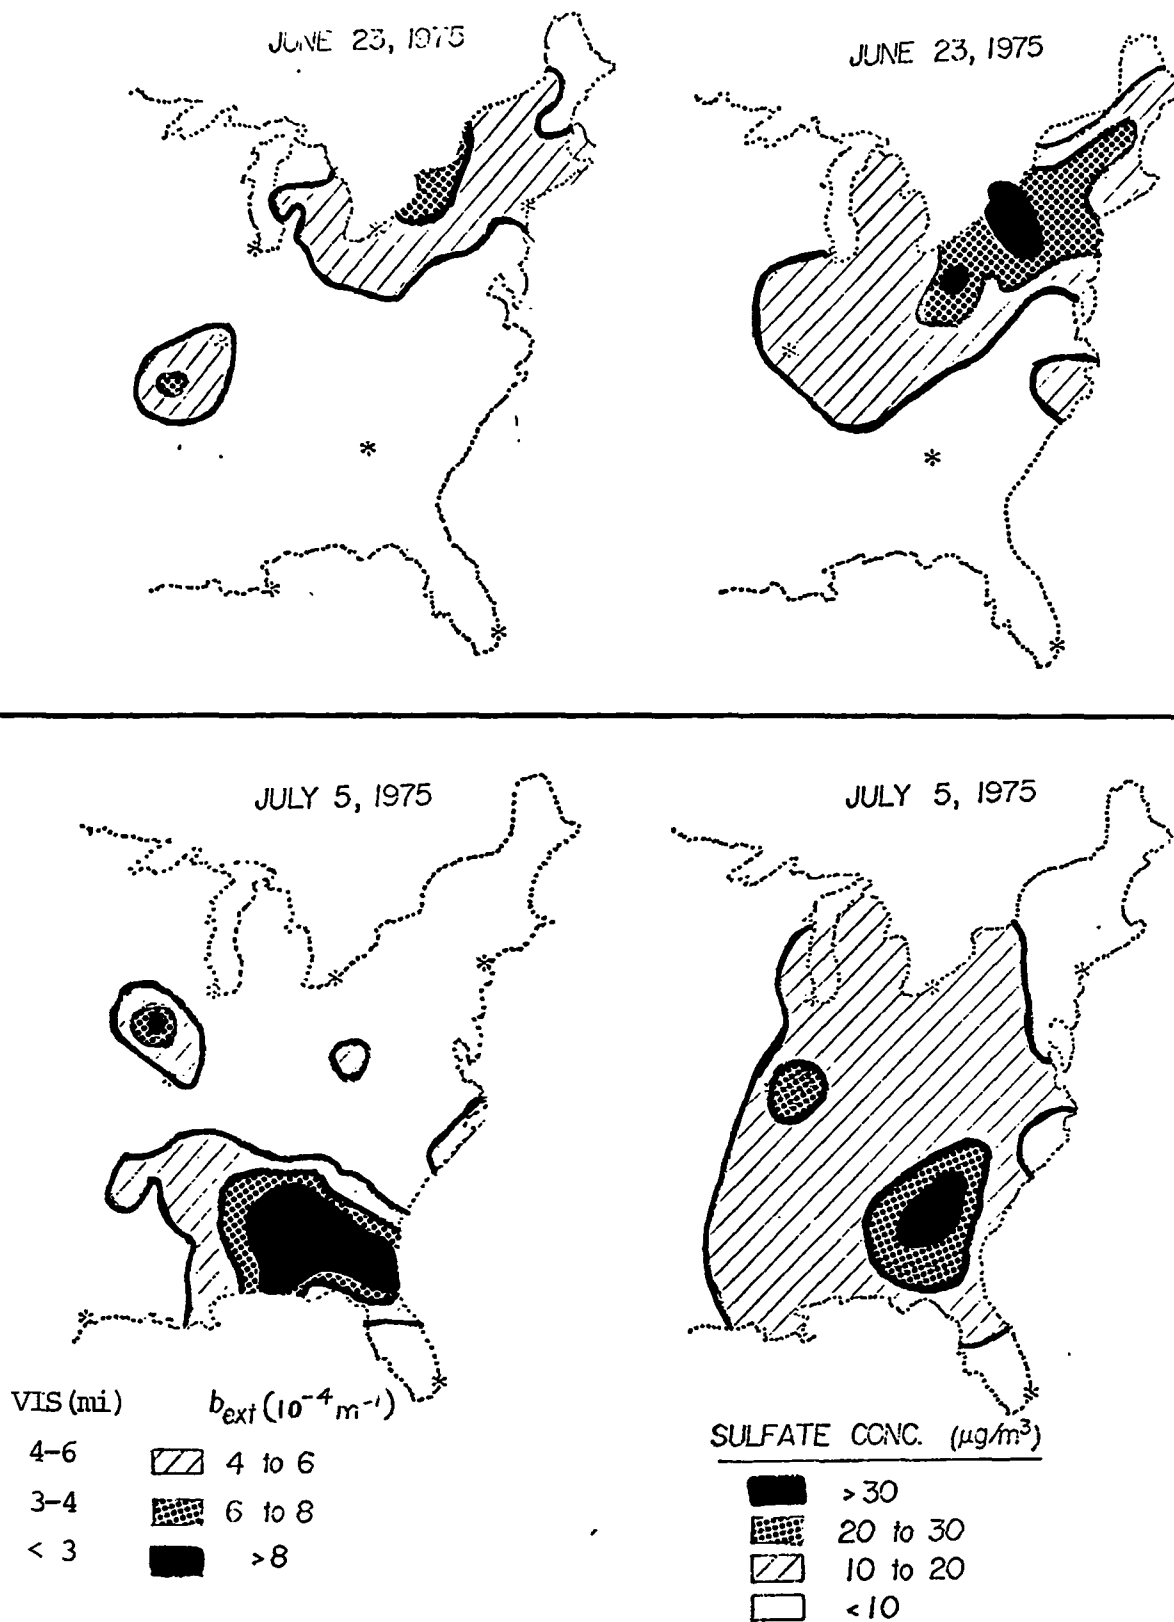 JUNE 23, 1975
JUNE 23, 1975
JULY 5, 1975
JULY 5, 1975
VIS (mi) b_ext (10⁻⁴ m⁻¹)
4-6 4 to 6
3-4 6 to 8
< 3 >8
SULFATE CONC. (µg/m³)
>30
20 to 30
10 to 20
<10